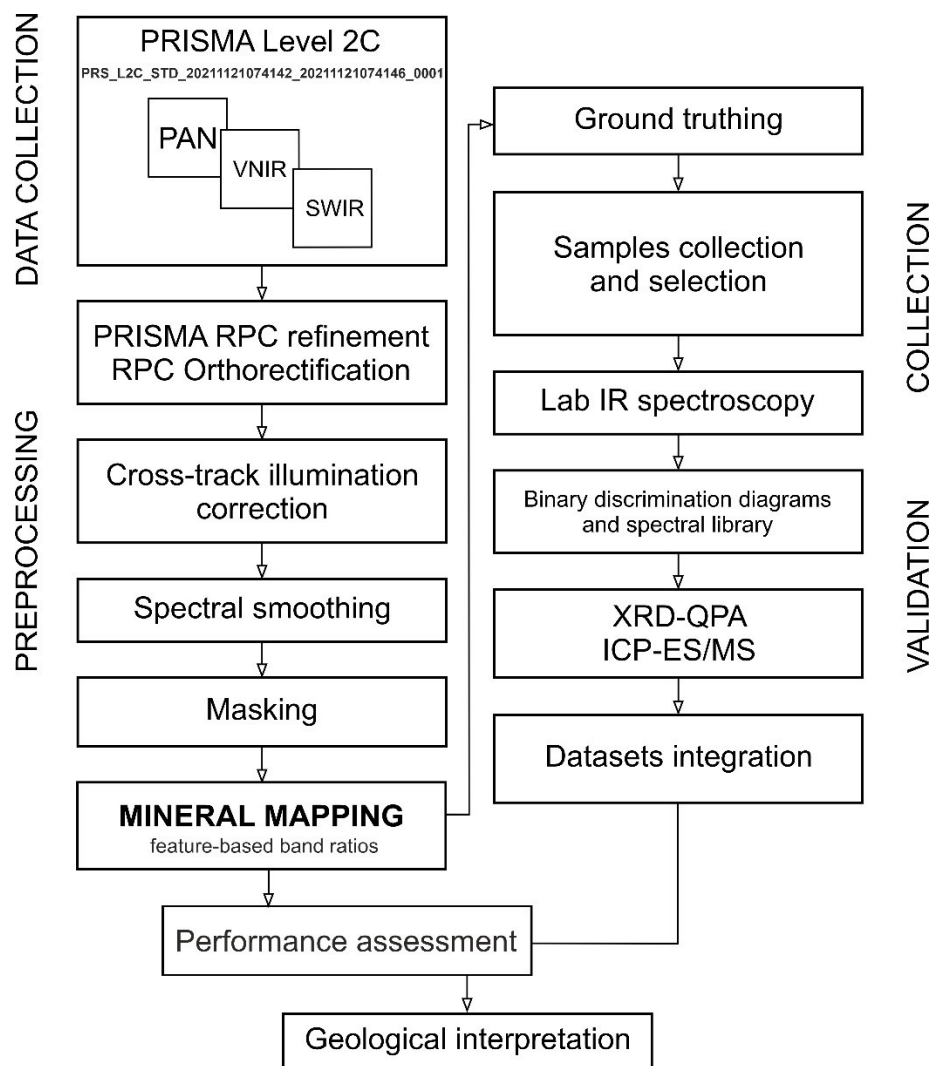 DATA COLLECTION
PRISMA Level 2C
PRS_L2C_STD_20211121074142_20211121074146_0001
PAN
VNIR
SWIR
PREPROCESSING
PRISMA RPC refinement
RPC Orthorectification
Cross-track illumination
correction
Spectral smoothing
Masking
MINERAL MAPPING
feature-based band ratios
COLLECTION
Ground truthing
Samples collection
and selection
Lab IR spectroscopy
VALIDATION
Binary discrimination diagrams
and spectral library
XRD-QPA
ICP-ES/MS
Datasets integration
Performance assessment
Geological interpretation